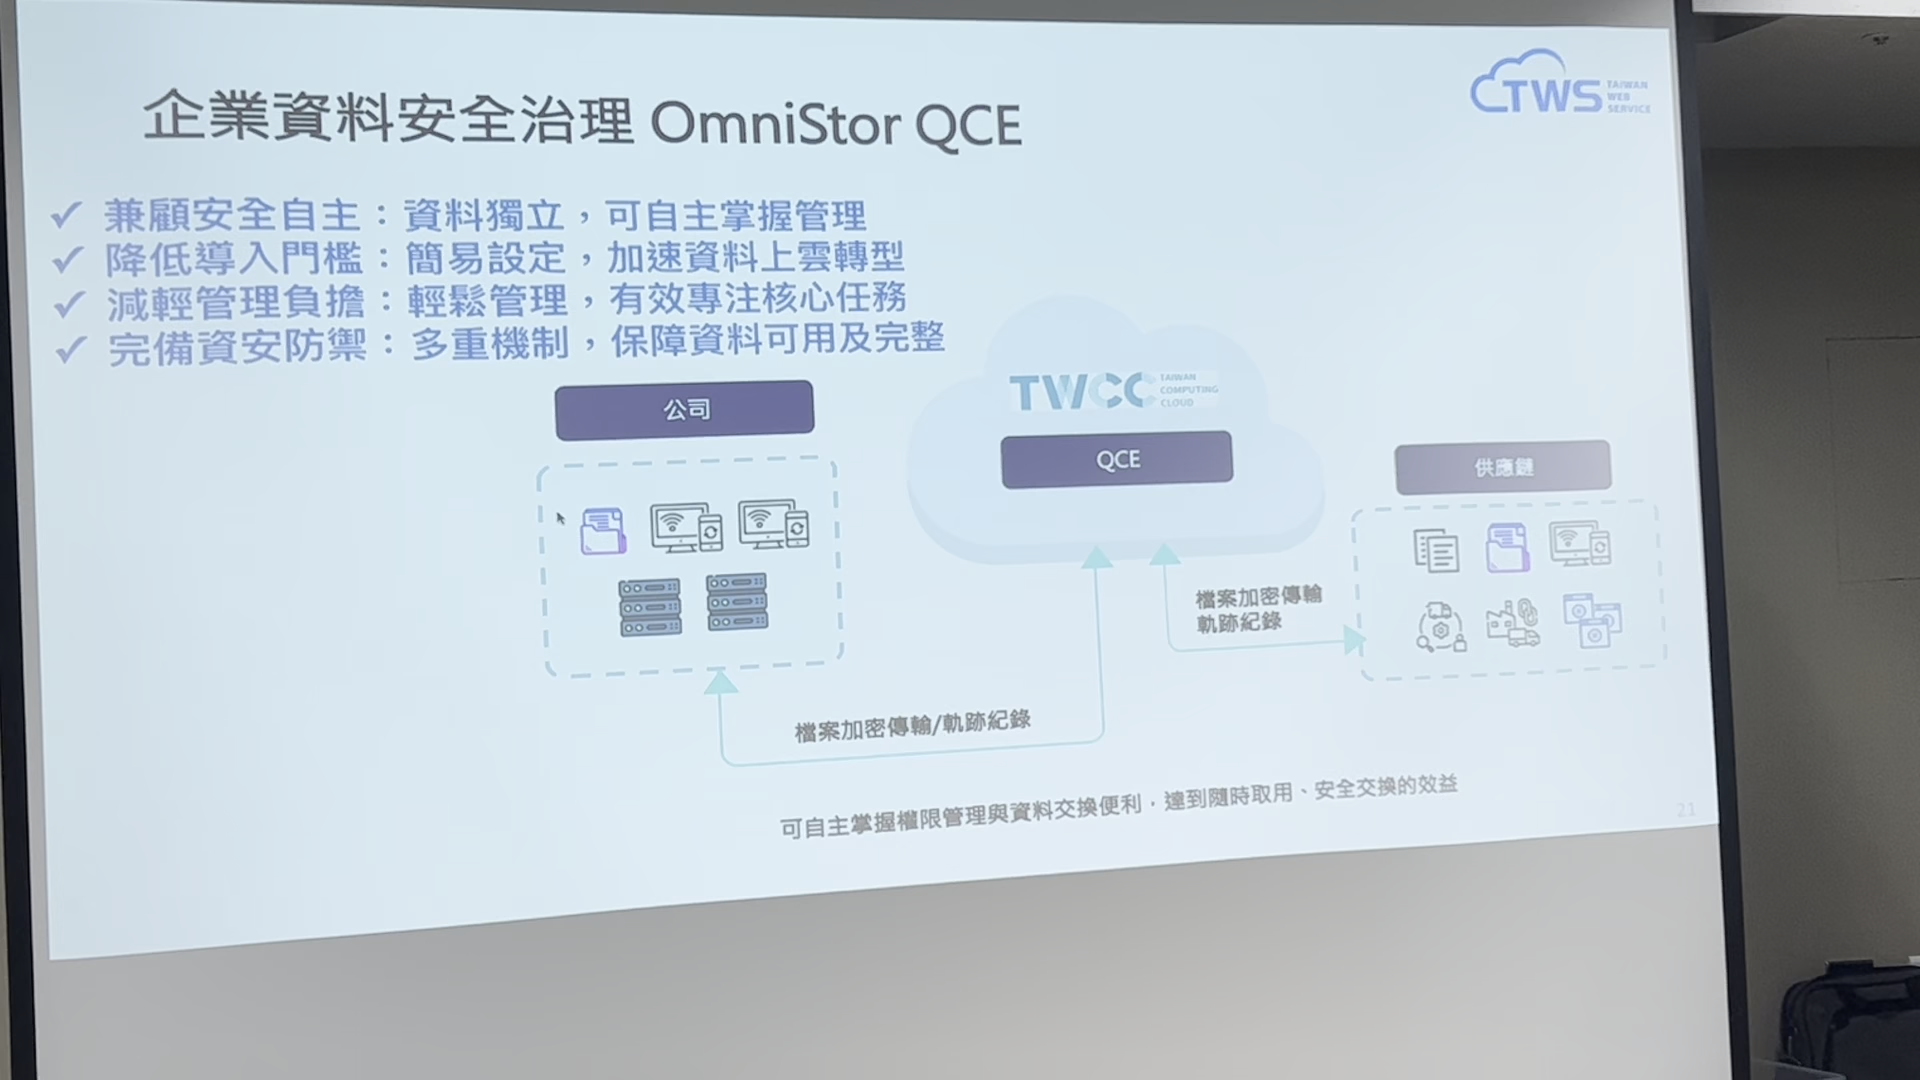 企業資料安全治理 OmniStor QCE
TWS TAIWAN WEB SERVICE
✓ 兼顧安全自主：資料獨立，可自主掌握管理
✓ 降低導入門檻：簡易設定，加速資料上雲轉型
✓ 減輕管理負擔：輕鬆管理，有效專注核心任務
✓ 完備資安防禦：多重機制，保障資料可用及完整
公司
TWCC TAIWAN COMPUTING CLOUD
QCE
供應鏈
檔案加密傳輸
軌跡紀錄
檔案加密傳輸/軌跡紀錄
可自主掌握權限管理與資料交換便利，達到隨時取用、安全交換的效益
21